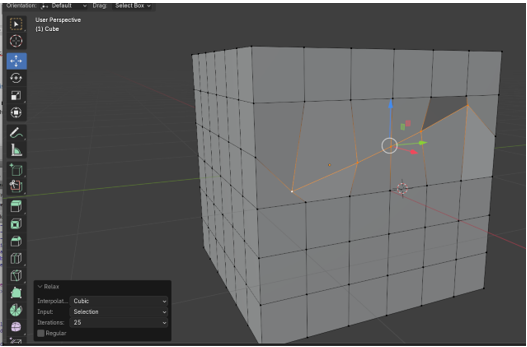 Orientation: Default Drag: Select Box
User Perspective
(1) Cube
Relax
Interpolat... Cubic
Input: Selection
Iterations: 25
Regular